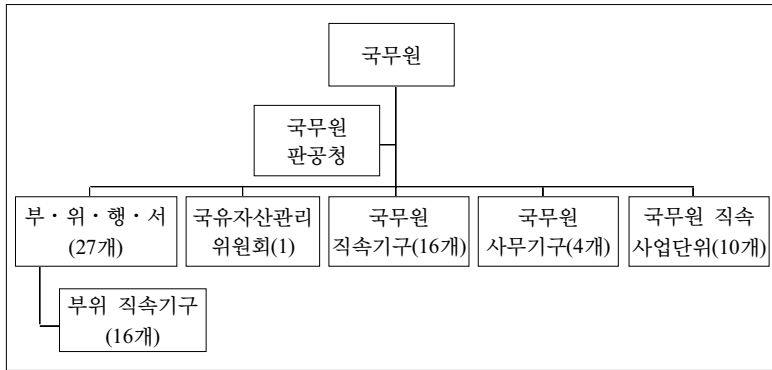 국무원
국무원
판공청
부・위・행・서
(27개)
국유자산관리
위원회(1)
국무원
직속기구(16개)
국무원
사무기구(4개)
국무원 직속
사업단위(10개)
부위 직속기구
(16개)